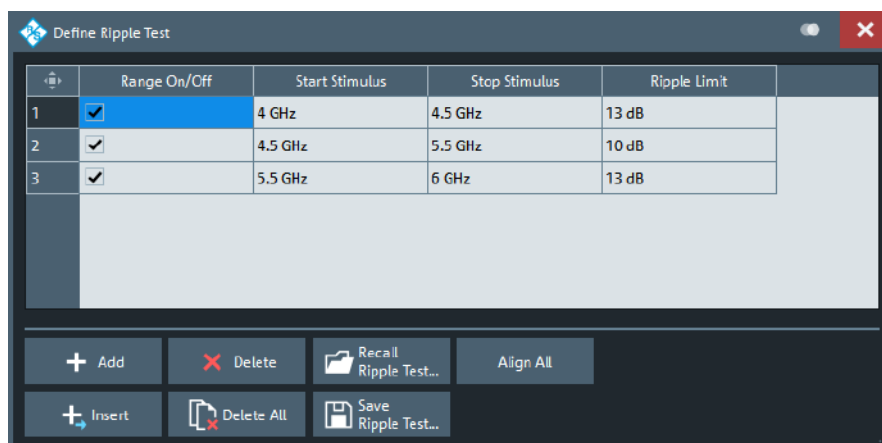 Define Ripple Test
Range On/Off Start Stimulus Stop Stimulus Ripple Limit
1 4 GHz 4.5 GHz 13 dB
2 4.5 GHz 5.5 GHz 10 dB
3 5.5 GHz 6 GHz 13 dB
Add Delete Recall Ripple Test... Align All
Insert Delete All Save Ripple Test...